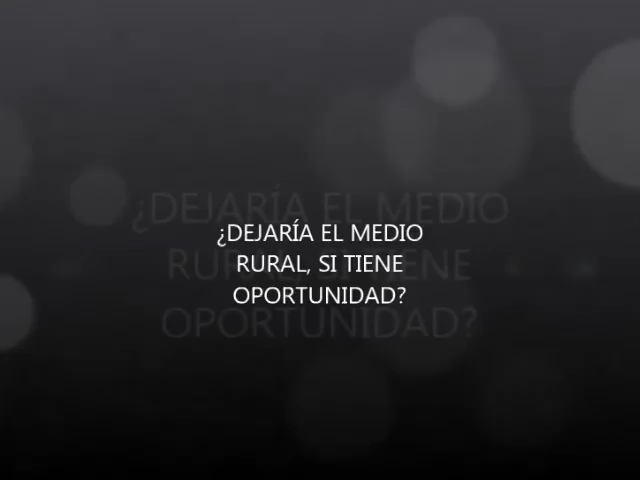 ¿DEJARÍA EL MEDIO
RURAL, SI TIENE
OPORTUNIDAD?